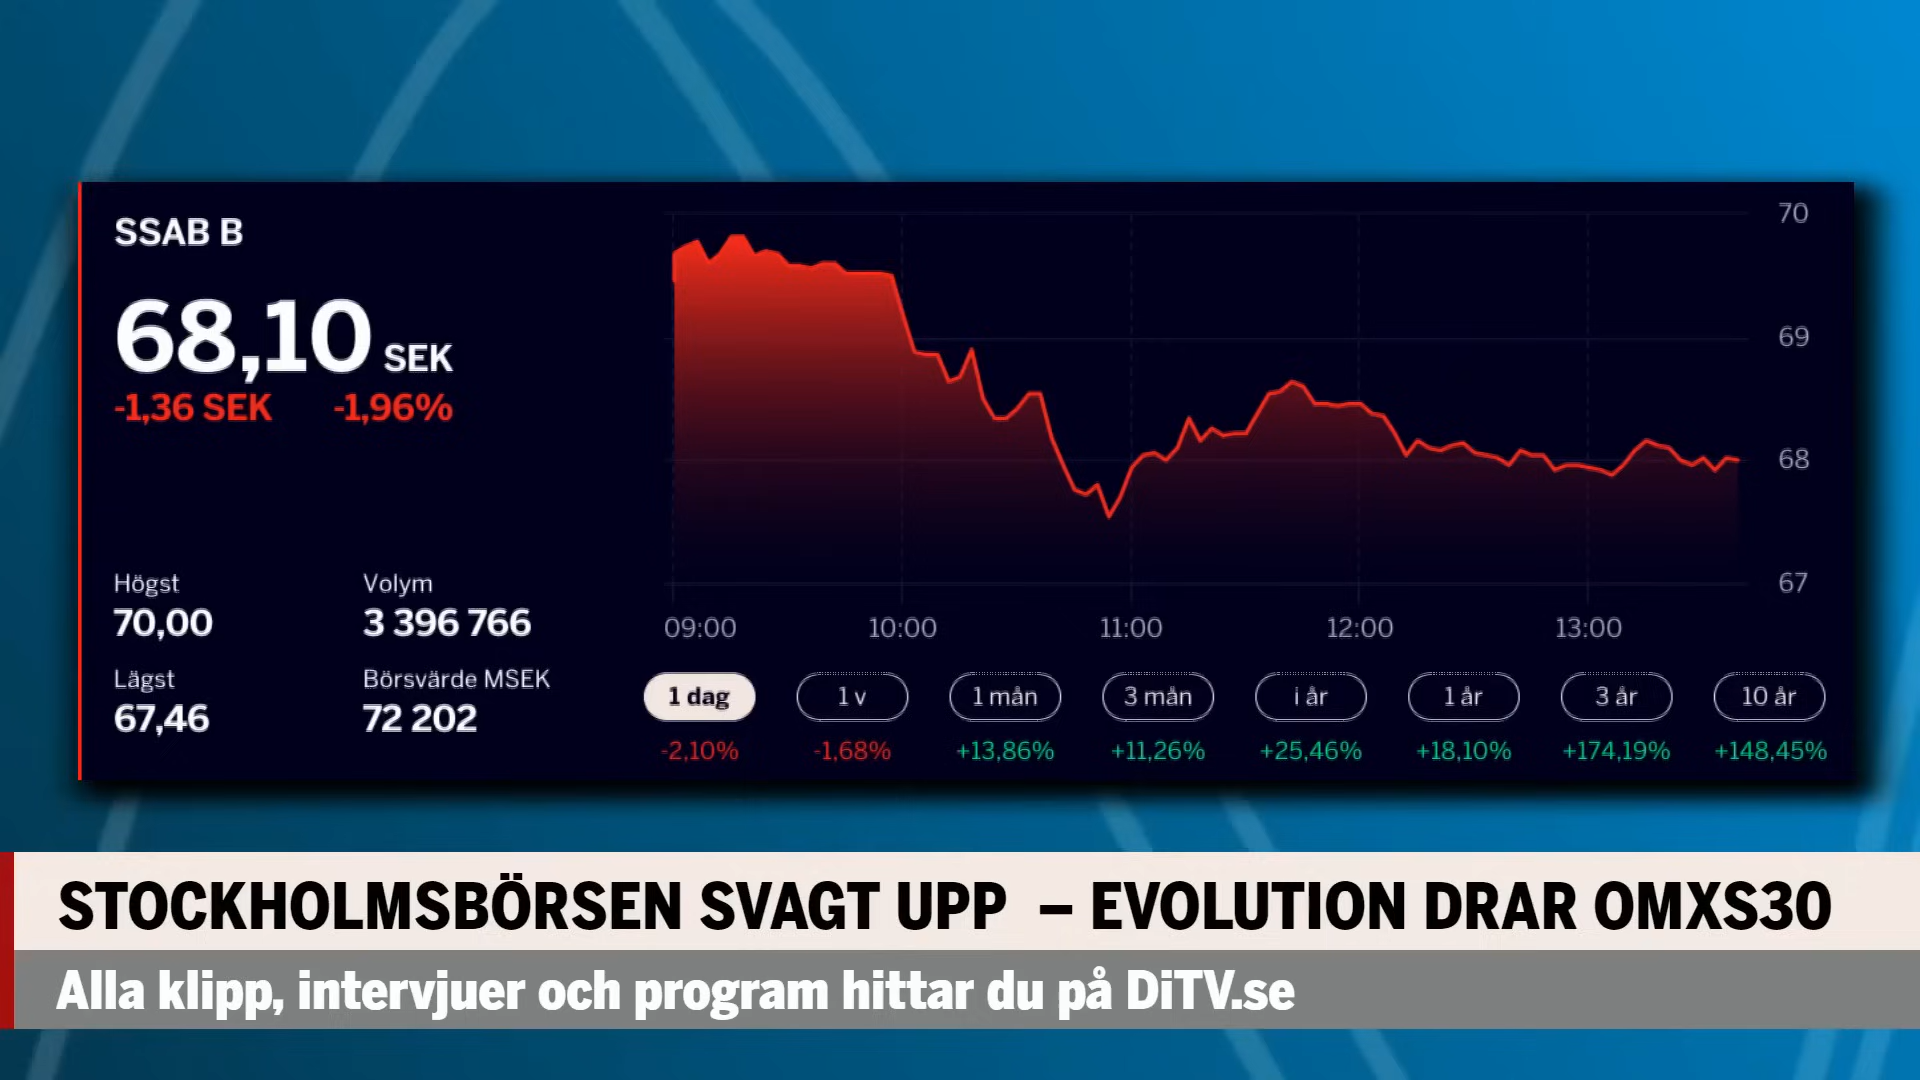 SSAB B
68,10 SEK
-1,36 SEK -1,96%
Högst Volym
70,00 3 396 766
Lägst Börsvärde MSEK
67,46 72 202
70
69
68
67
09:00 10:00 11:00 12:00 13:00
1 dag 1 v 1 mån 3 mån i år 1 år 3 år 10 år
-2,10% -1,68% +13,86% +11,26% +25,46% +18,10% +174,19% +148,45%
STOCKHOLMSBÖRSEN SVAGT UPP – EVOLUTION DRAR OMXS30
Alla klipp, intervjuer och program hittar du på DiTV.se